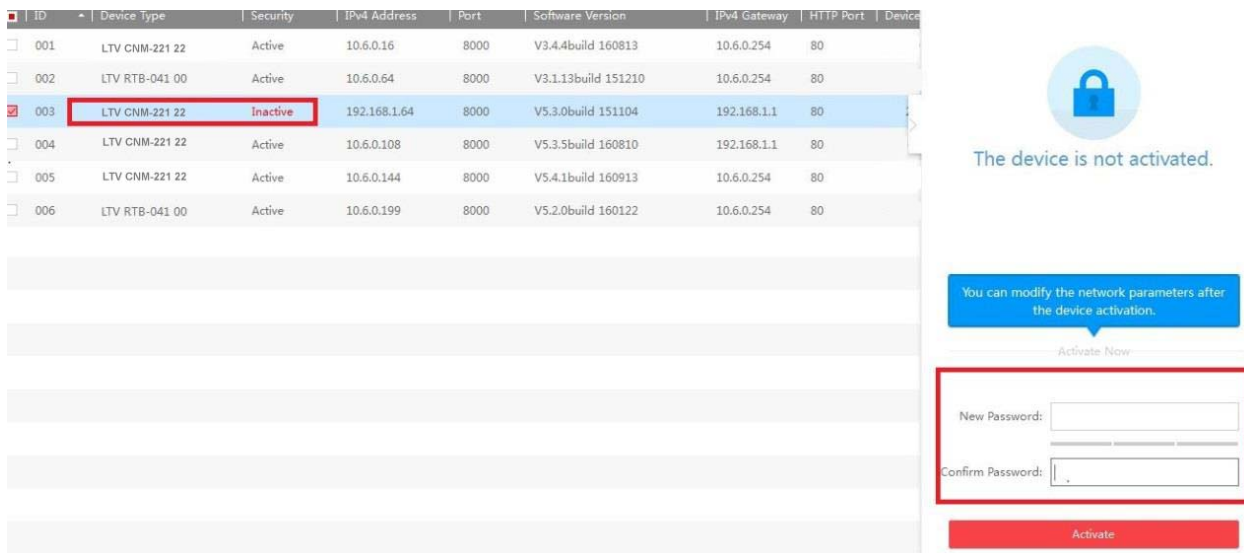 ID | Device Type | Security | IPv4 Address | Port | Software Version | IPv4 Gateway | HTTP Port | Device
001 LTV CNM-221 22 Active 10.6.0.16 8000 V3.4.4build 160813 10.6.0.254 80
002 LTV RTB-041 00 Active 10.6.0.64 8000 V3.1.13build 151210 10.6.0.254 80
003 LTV CNM-221 22 Inactive 192.168.1.64 8000 V5.3.0build 151104 192.168.1.1 80
004 LTV CNM-221 22 Active 10.6.0.108 8000 V5.3.5build 160810 192.168.1.1 80
005 LTV CNM-221 22 Active 10.6.0.144 8000 V5.4.1build 160913 10.6.0.254 80
006 LTV RTB-041 00 Active 10.6.0.199 8000 V5.2.0build 160122 10.6.0.254 80
The device is not activated.
You can modify the network parameters after
the device activation.
Activate Now
New Password:
Confirm Password:
Activate